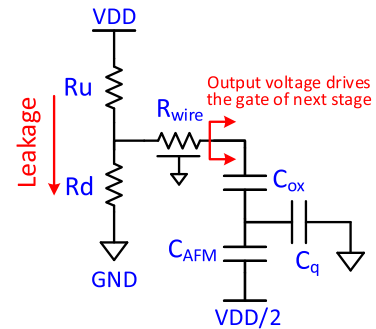 VDD
Ru
Rwire
Output voltage drives
the gate of next stage
Leakage
Rd
Cox
CAFM
Cq
GND
VDD/2